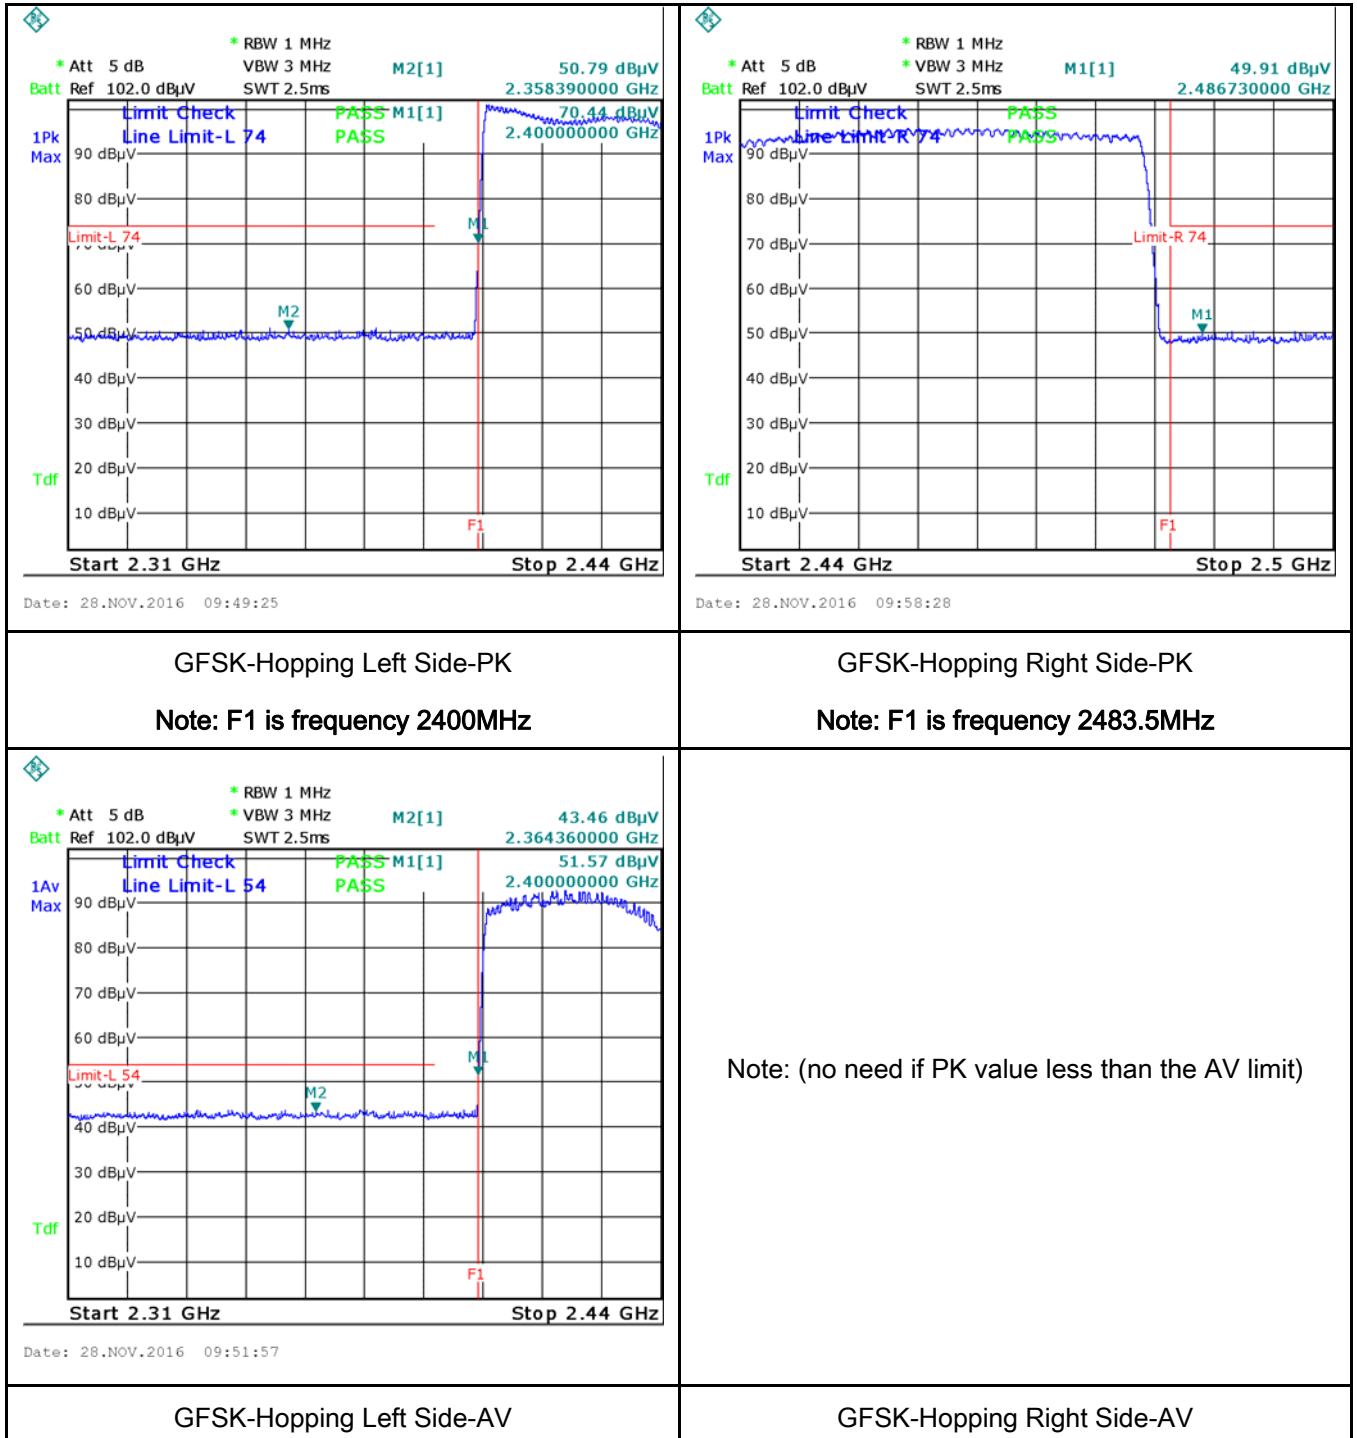 * RBW 1 MHz
* Att 5 dB VBW 3 MHz M2[1] 50.79 dBµV
Batt Ref 102.0 dBµV SWT 2.5ms 2.358390000 GHz
Limit Check PASS M1[1] 70.44 dBµV
1Pk Line Limit-L 74 PASS 2.400000000 GHz
Max 90 dBµV
80 dBµV
M1
Limit-L 74
70 dBµV
60 dBµV
M2
50 dBµV
40 dBµV
30 dBµV
20 dBµV
Tdf
10 dBµV
F1
Start 2.31 GHz Stop 2.44 GHz
Date: 28.NOV.2016 09:49:25
* RBW 1 MHz
* Att 5 dB * VBW 3 MHz M1[1] 49.91 dBµV
Batt Ref 102.0 dBµV SWT 2.5ms 2.486730000 GHz
Limit Check PASS
1Pk Line Limit-R 74 PASS
Max 90 dBµV
80 dBµV
Limit-R 74
70 dBµV
60 dBµV
M1
50 dBµV
40 dBµV
30 dBµV
20 dBµV
Tdf
10 dBµV
F1
Start 2.44 GHz Stop 2.5 GHz
Date: 28.NOV.2016 09:58:28
GFSK-Hopping Left Side-PK
Note: F1 is frequency 2400MHz
GFSK-Hopping Right Side-PK
Note: F1 is frequency 2483.5MHz
* RBW 1 MHz
* Att 5 dB * VBW 3 MHz M2[1] 43.46 dBµV
Batt Ref 102.0 dBµV SWT 2.5ms 2.364360000 GHz
Limit Check PASS M1[1] 51.57 dBµV
1Av Line Limit-L 54 PASS 2.400000000 GHz
Max 90 dBµV
80 dBµV
70 dBµV
60 dBµV
M1
Limit-L 54
50 dBµV
M2
40 dBµV
30 dBµV
20 dBµV
Tdf
10 dBµV
F1
Start 2.31 GHz Stop 2.44 GHz
Date: 28.NOV.2016 09:51:57
Note: (no need if PK value less than the AV limit)
GFSK-Hopping Left Side-AV
GFSK-Hopping Right Side-AV